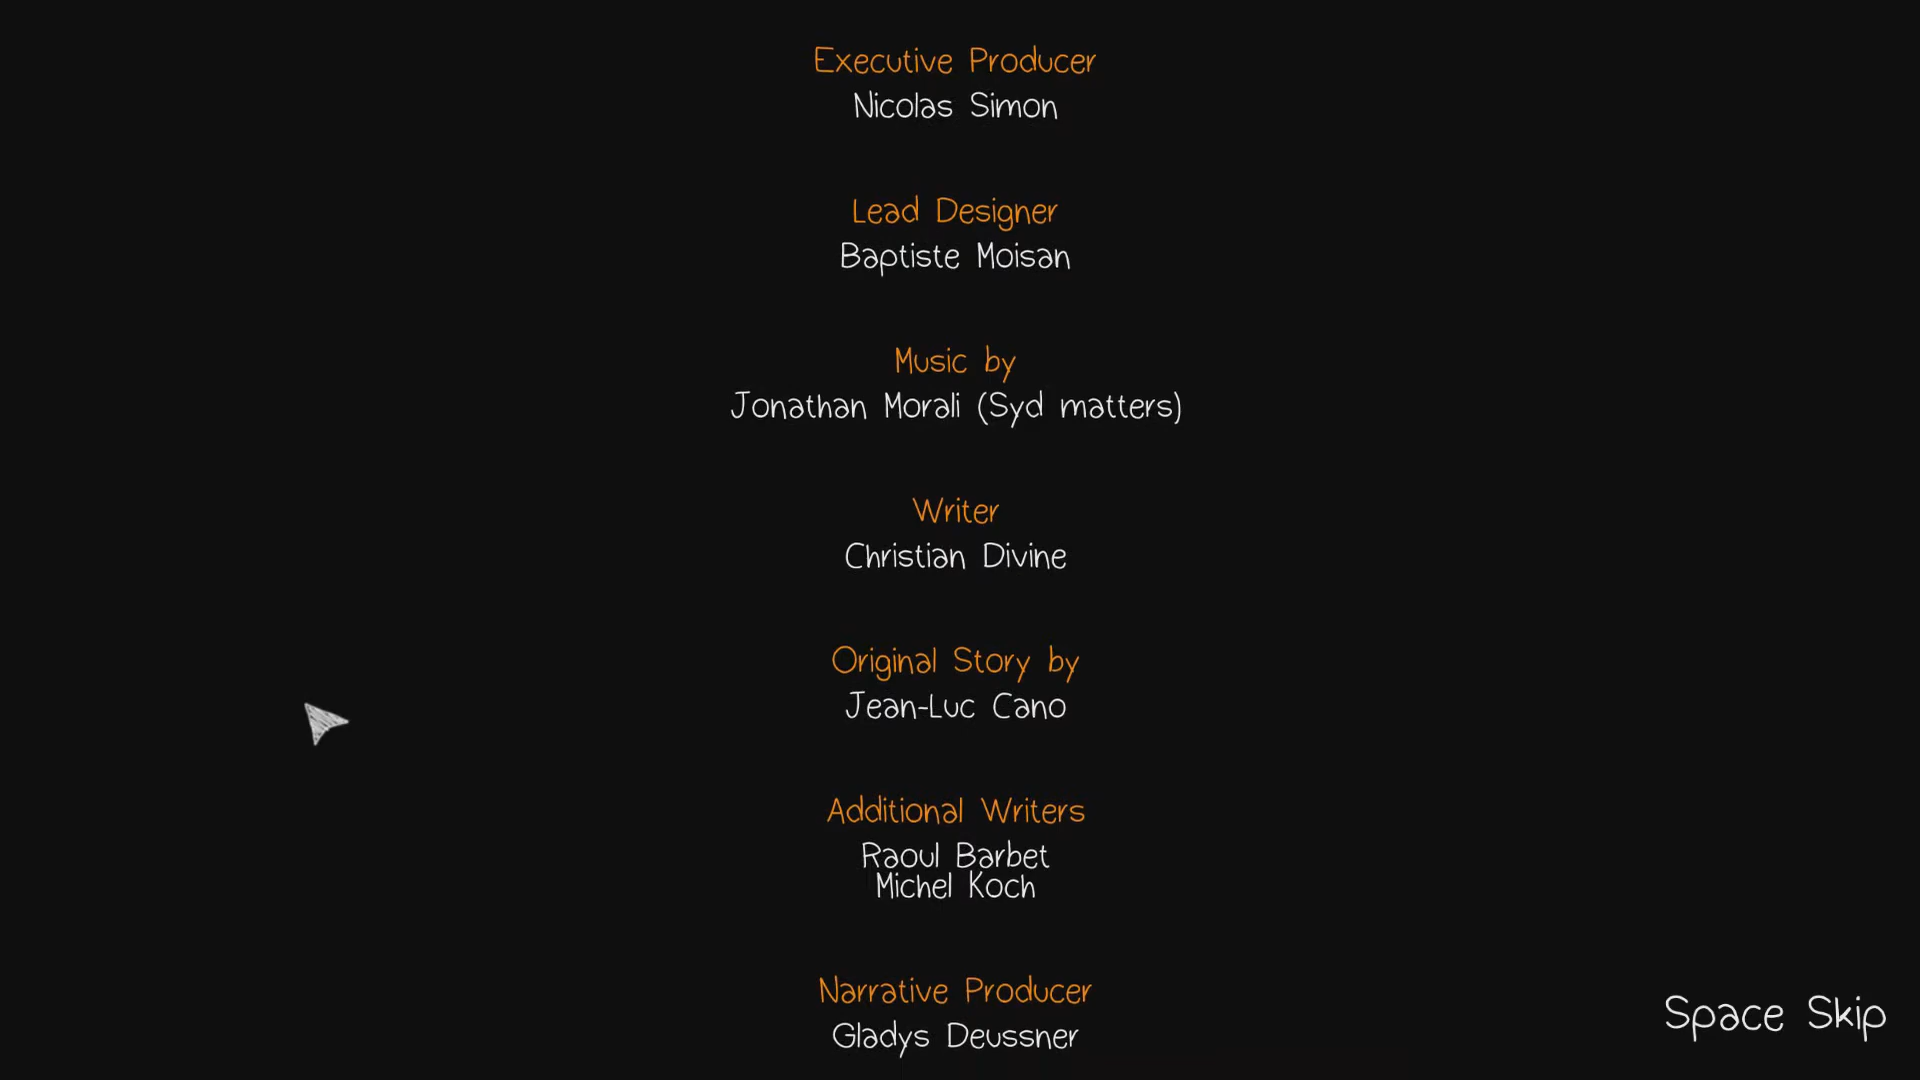 Executive Producer
Nicolas Simon
Lead Designer
Baptiste Moisan
Music by
Jonathan Morali (Syd matters)
Writer
Christian Divine
Original Story by
Jean-Luc Cano
Additional Writers
Raoul Barbet
Michel Koch
Narrative Producer
Gladys Deussner
Space Skip